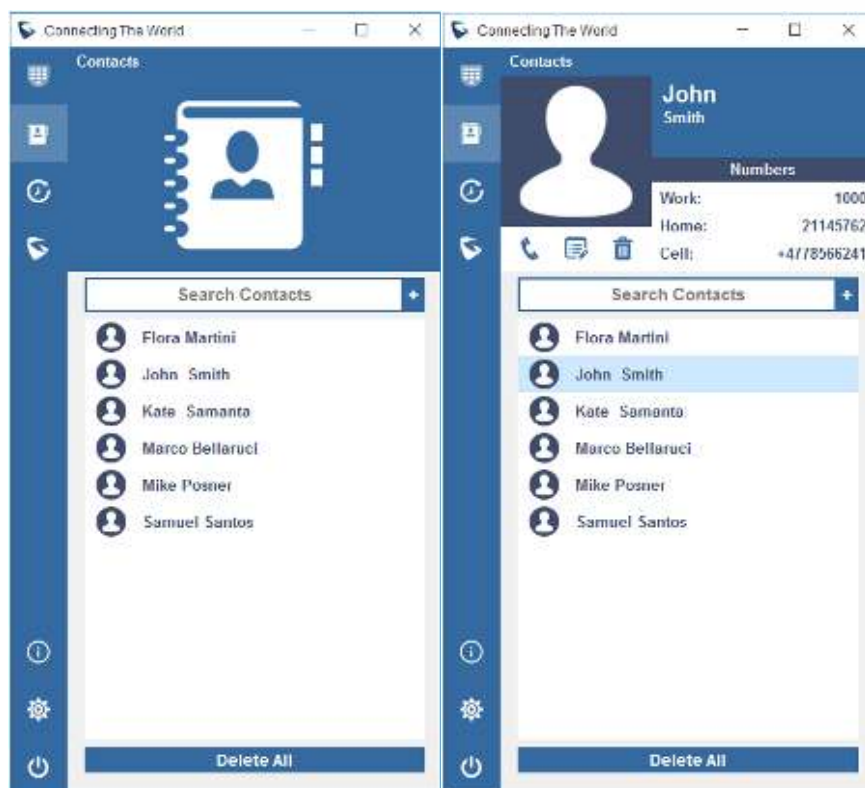 Connecting The World
Contacts
Search Contacts
+
Flora Martini
John Smith
Kate Samanta
Marco Bellaruci
Mike Posner
Samuel Santos
Delete All
Connecting The World
Contacts
John
Smith
Numbers
Work: 1000
Home: 21145762
Cell: +4778566241
Search Contacts
+
Flora Martini
John Smith
Kate Samanta
Marco Bellaruci
Mike Posner
Samuel Santos
Delete All